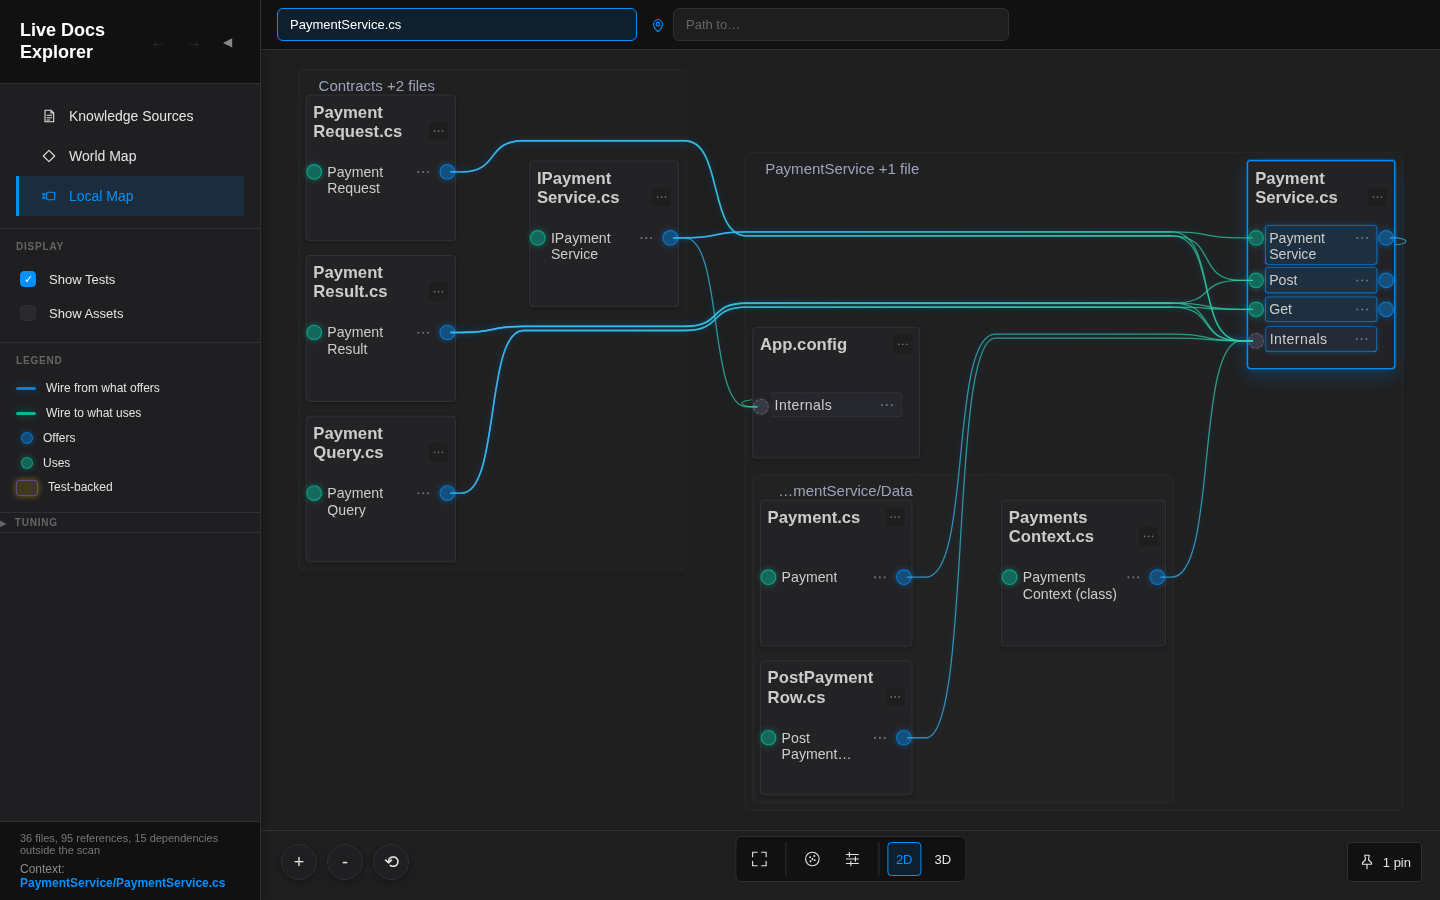 Live Docs
Explorer
← → ◀
PaymentService.cs
Path to…
Knowledge Sources
World Map
Local Map
DISPLAY
✓ Show Tests
Show Assets
LEGEND
Wire from what offers
Wire to what uses
Offers
Uses
Test-backed
▶ TUNING
36 files, 95 references, 15 dependencies
outside the scan
Context:
PaymentService/PaymentService.cs
Contracts +2 files
Payment
Request.cs
···
Payment
Request
···
IPayment
Service.cs
···
IPayment
Service
···
Payment
Result.cs
···
Payment
Result
···
Payment
Query.cs
···
Payment
Query
···
PaymentService +1 file
Payment
Service.cs
···
Payment
Service
···
Post ···
Get ···
Internals ···
App.config ···
Internals ···
…mentService/Data
Payment.cs ···
Payment ···
Payments
Context.cs
···
Payments
Context (class)
···
PostPayment
Row.cs
···
Post
Payment…
···
+ - ⟲
2D 3D
1 pin